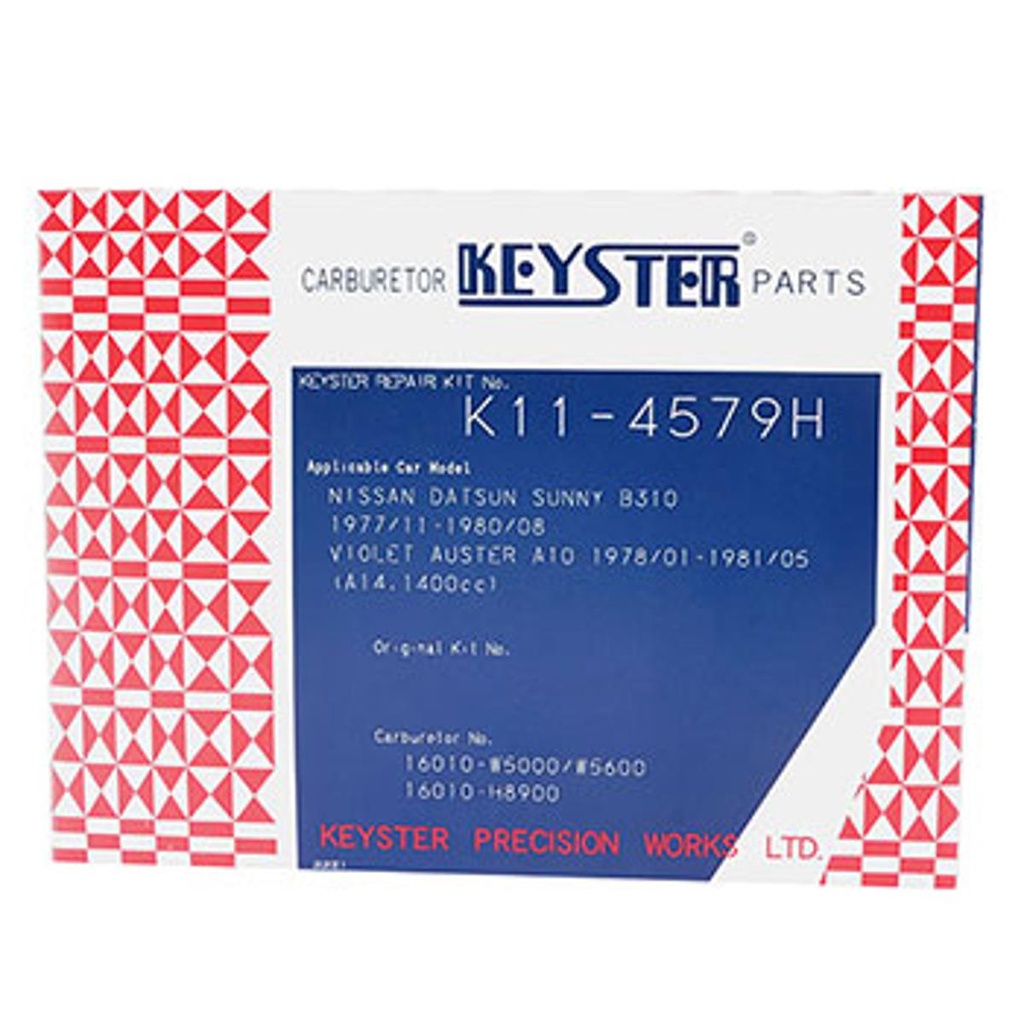 CARBURETOR KEYSTER® PARTS
KEYSTER REPAIR KIT No.
K11-4579H
Applicable Car Model
NISSAN DATSUN SUNNY B310
1977/11-1980/08
VIOLET AUSTER A10 1978/01-1981/05
(A14.1400cc)
Original Kit No.
Carburetor No.
16010-W5000/W5600
16010-H8900
KEYSTER PRECISION WORKS LTD.